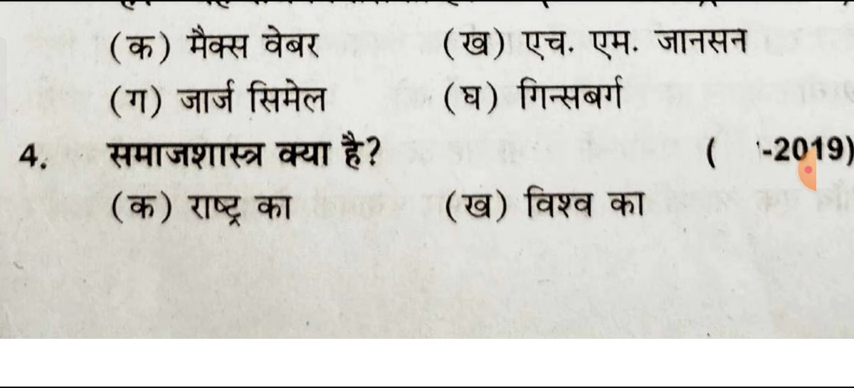 (क) मैक्स वेबर (ख) एच. एम. जानसन
(ग) जार्ज सिमेल (घ) गिन्सबर्ग
4. समाजशास्त्र क्या है? ( -2019)
(क) राष्ट्र का (ख) विश्व का